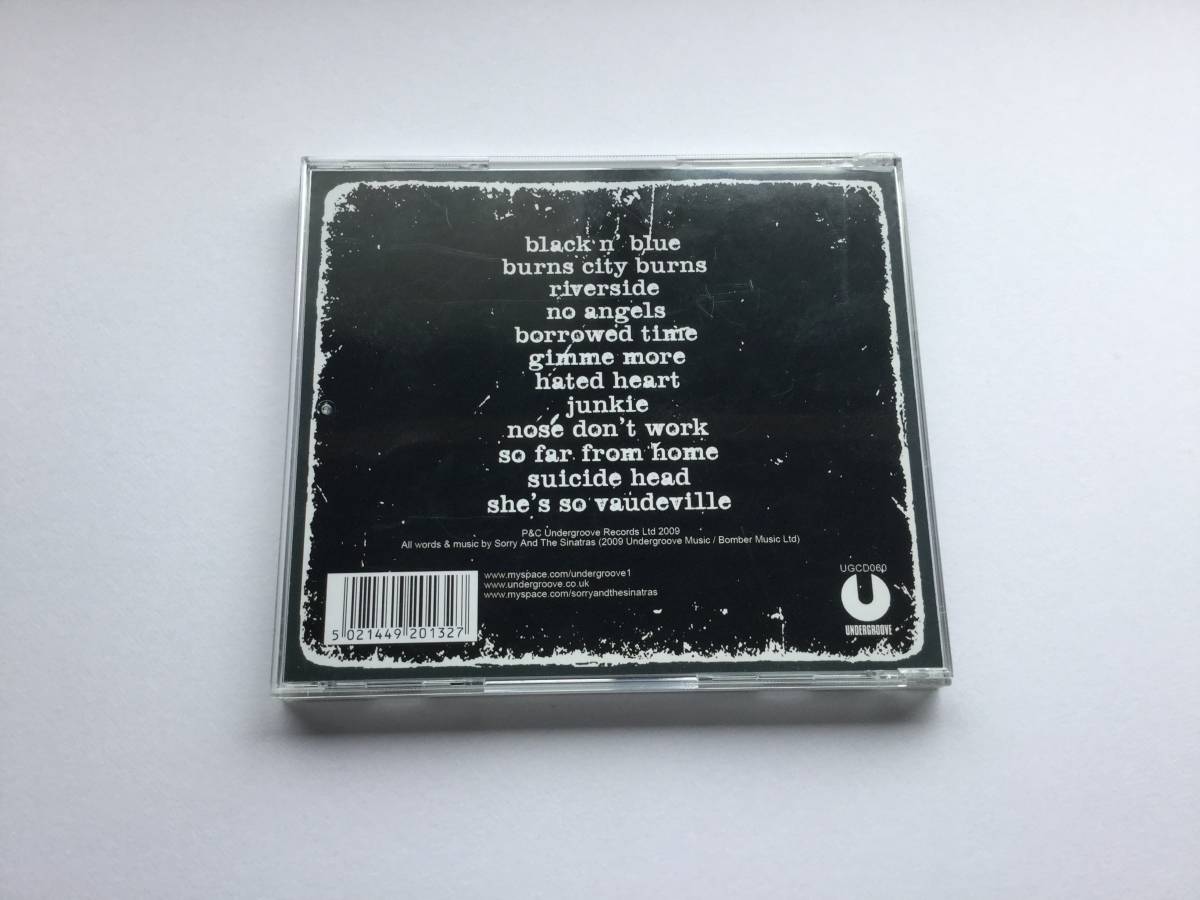 black n' blue
burns city burns
riverside
no angels
borrowed time
gimme more
hated heart
junkie
nose don't work
so far from home
suicide head
she's so vaudeville
P&C Undergroove Records Ltd 2009
All words & music by Sorry And The Sinatras (2009 Undergroove Music / Bomber Music Ltd)
www.myspace.com/undergroove1
www.undergroove.co.uk
www.myspace.com/sorryandthesinatras
5 021449 201327
UGCD060
UNDERGROOVE